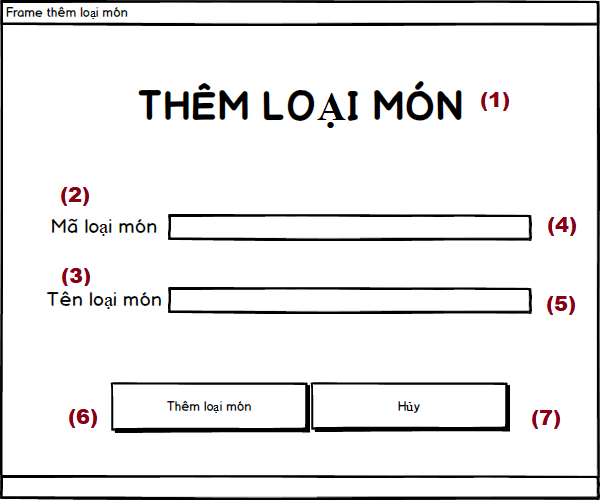 Frame thêm loại món
THÊM LOẠI MÓN (1)
(2)
Mã loại món (4)
(3)
Tên loại món (5)
(6) Thêm loại món Hủy (7)